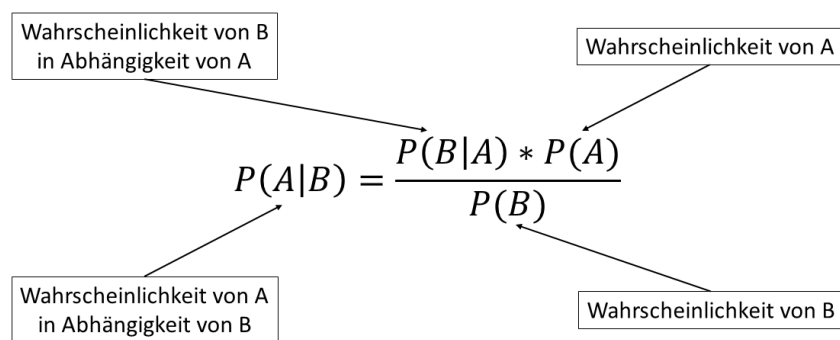 Wahrscheinlichkeit von B
in Abhängigkeit von A
Wahrscheinlichkeit von A
P(A|B) = P(B|A) ∗ P(A)
P(B)
Wahrscheinlichkeit von A
in Abhängigkeit von B
Wahrscheinlichkeit von B